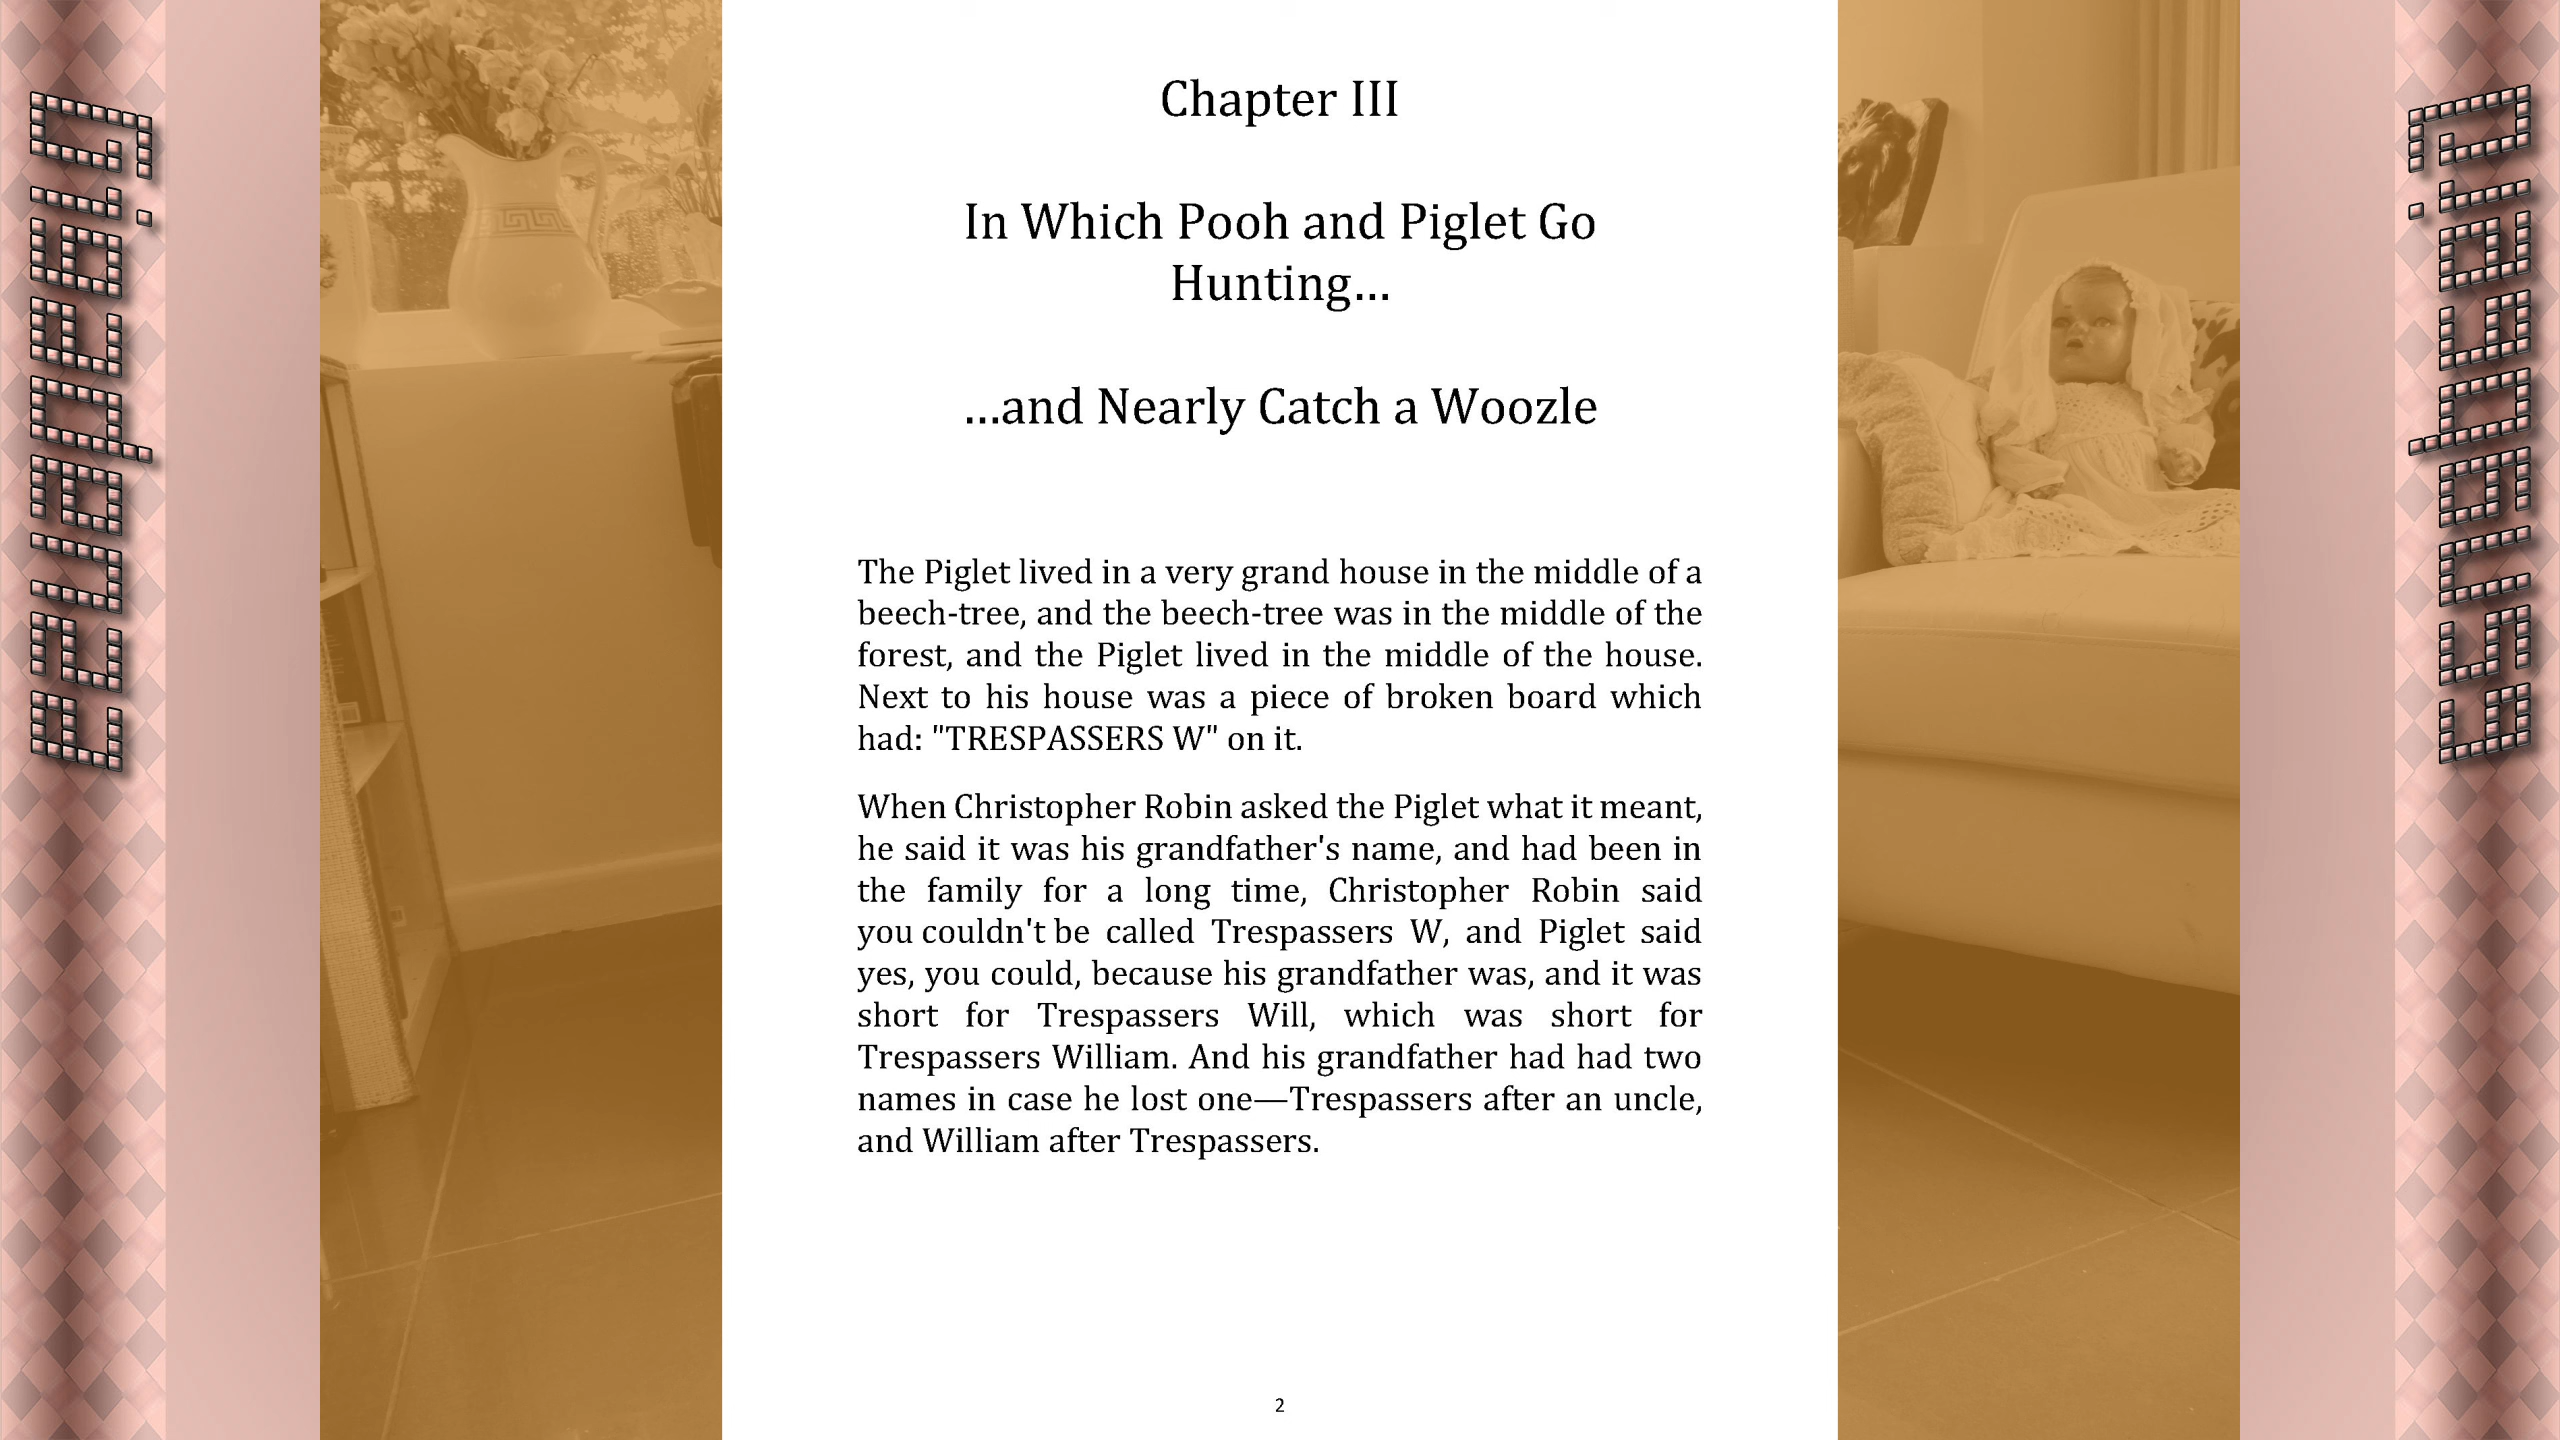 Chapter III
In Which Pooh and Piglet Go
Hunting...
...and Nearly Catch a Woozle
The Piglet lived in a very grand house in the middle of a
beech-tree, and the beech-tree was in the middle of the
forest, and the Piglet lived in the middle of the house.
Next to his house was a piece of broken board which
had: "TRESPASSERS W" on it.
When Christopher Robin asked the Piglet what it meant,
he said it was his grandfather's name, and had been in
the family for a long time, Christopher Robin said
you couldn't be called Trespassers W, and Piglet said
yes, you could, because his grandfather was, and it was
short for Trespassers Will, which was short for
Trespassers William. And his grandfather had had two
names in case he lost one—Trespassers after an uncle,
and William after Trespassers.
2